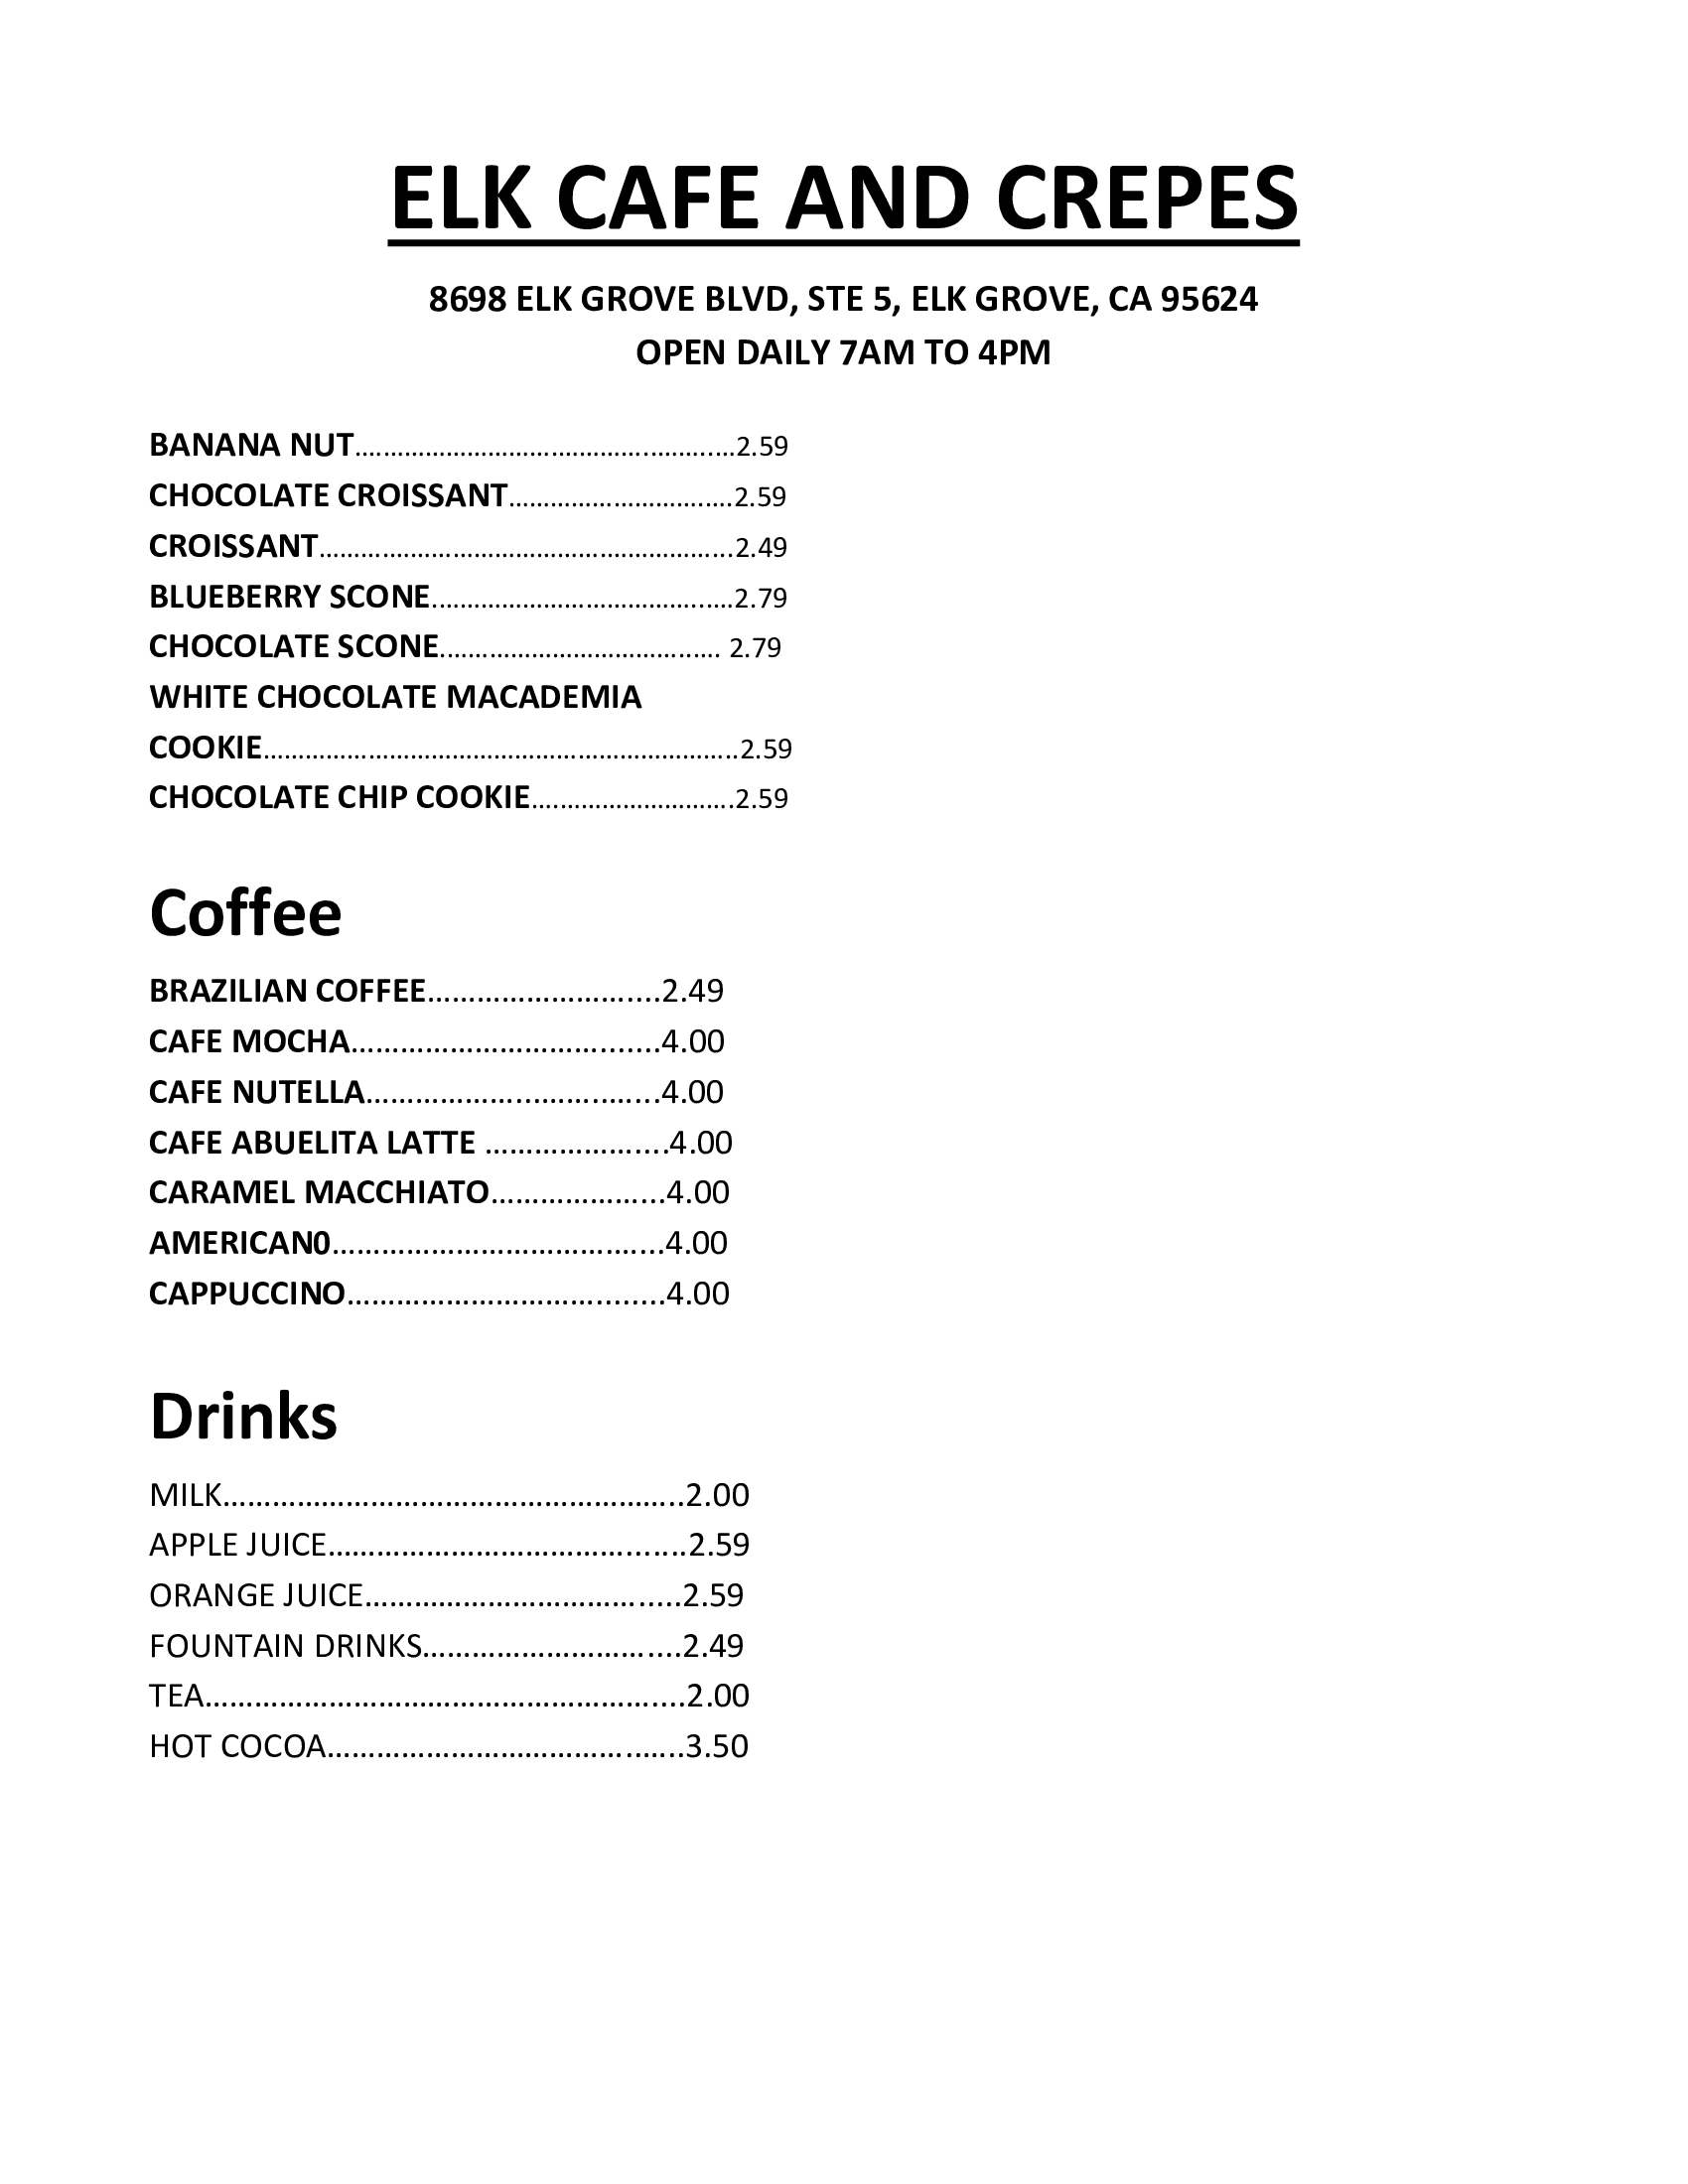 ELK CAFE AND CREPES
8698 ELK GROVE BLVD, STE 5, ELK GROVE, CA 95624
OPEN DAILY 7AM TO 4PM
BANANA NUT......................................................2.59
CHOCOLATE CROISSANT................................2.59
CROISSANT...........................................................2.49
BLUEBERRY SCONE...........................................2.79
CHOCOLATE SCONE........................................ 2.79
WHITE CHOCOLATE MACADEMIA
COOKIE....................................................................2.59
CHOCOLATE CHIP COOKIE.............................2.59
Coffee
BRAZILIAN COFFEE............................2.49
CAFE MOCHA.....................................4.00
CAFE NUTELLA...................................4.00
CAFE ABUELITA LATTE ......................4.00
CARAMEL MACCHIATO.....................4.00
AMERICAN0........................................4.00
CAPPUCCINO......................................4.00
Drinks
MILK.......................................................2.00
APPLE JUICE...........................................2.59
ORANGE JUICE......................................2.59
FOUNTAIN DRINKS...............................2.49
TEA.........................................................2.00
HOT COCOA...........................................3.50